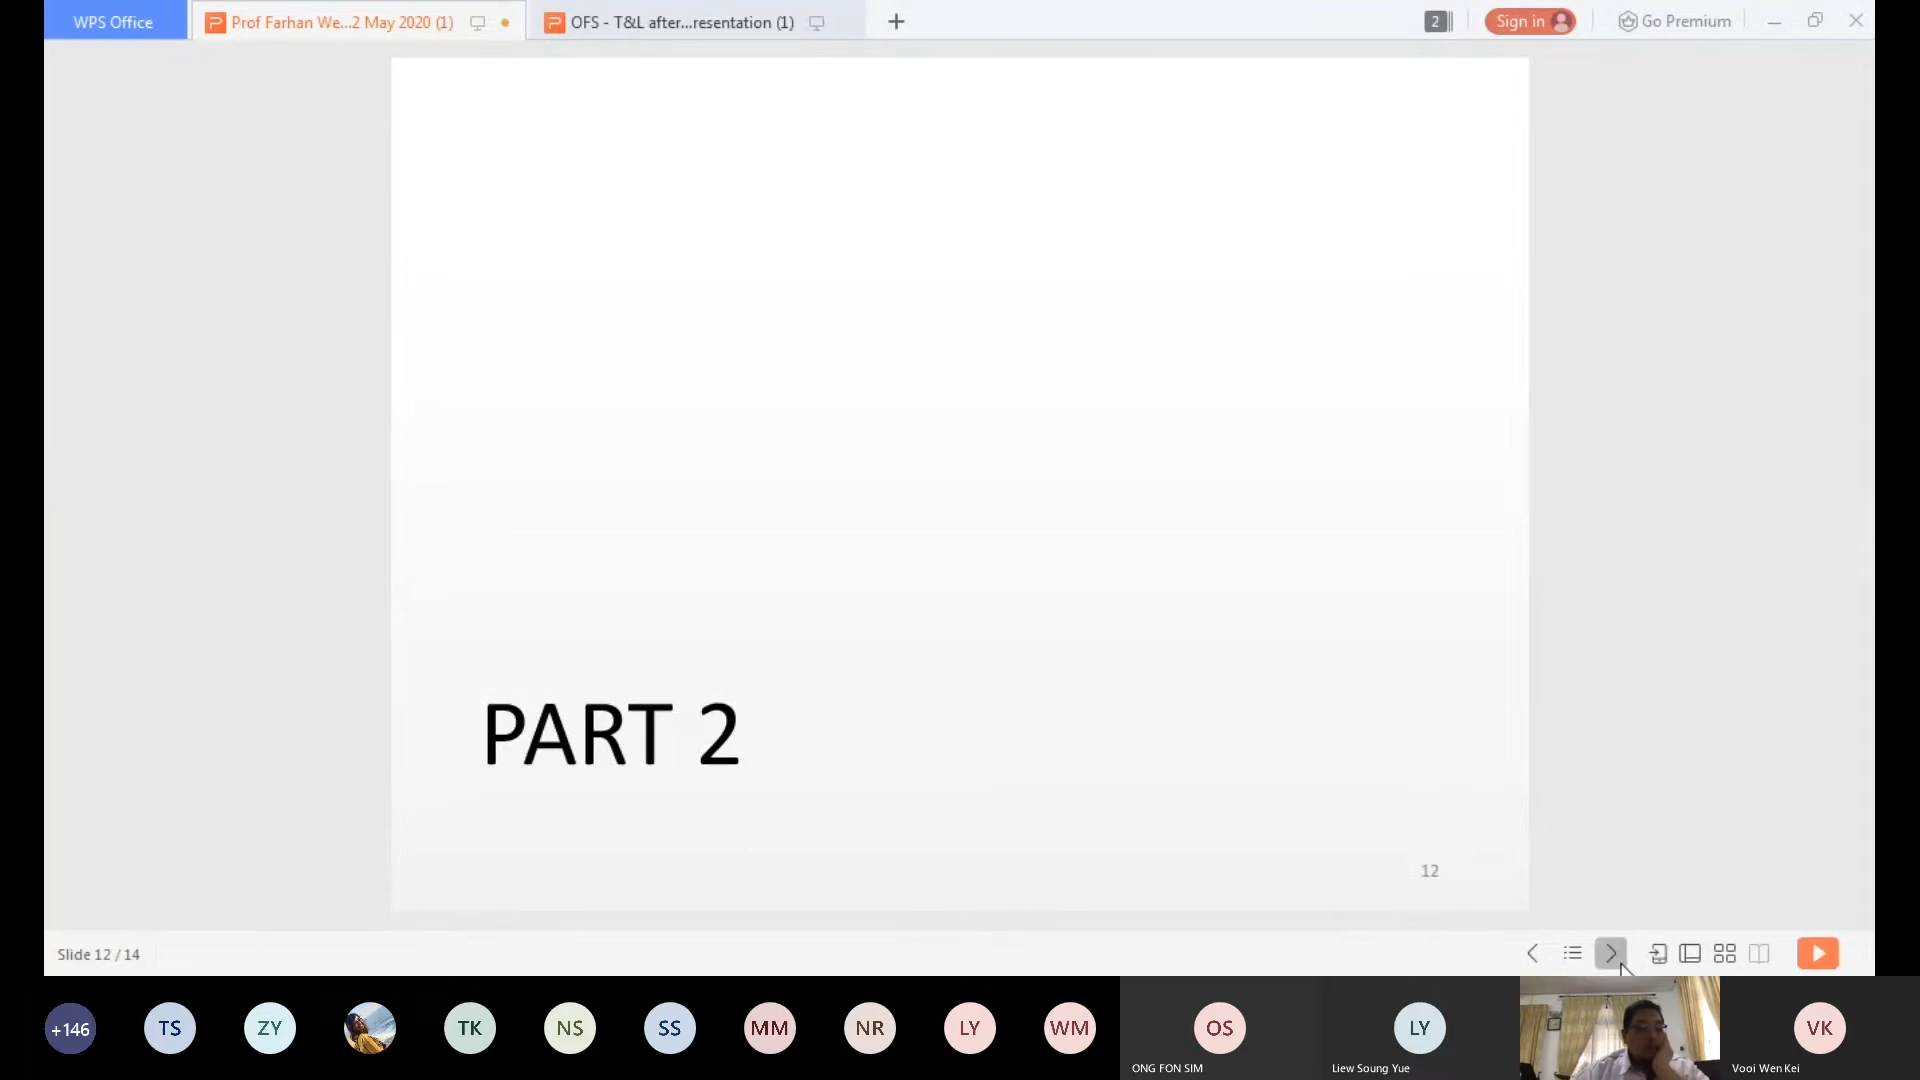 WPS Office
Prof Farhan We...2 May 2020 (1)
OFS - T&L after...resentation (1)
2
Sign in
Go Premium
PART 2
12
Slide 12 / 14
+146
TS
ZY
TK
NS
SS
MM
NR
LY
WM
OS
LY
VK
ONG FON SIM
Liew Soung Yue
Vooi Wen Kei